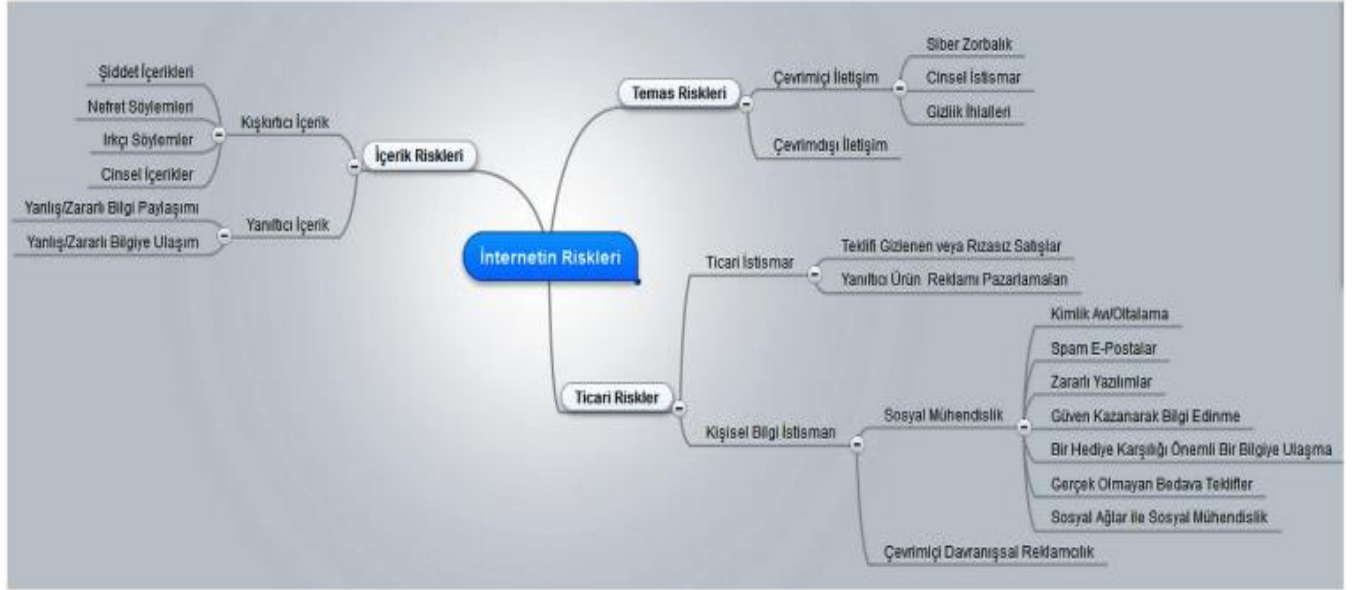 İnternetin Riskleri
İçerik Riskleri
Kışkırtıcı İçerik
Şiddet İçerikleri
Nefret Söylemleri
Irkçı Söylemler
Cinsel İçerikler
Yanıltıcı İçerik
Yanlış/Zararlı Bilgi Paylaşımı
Yanlış/Zararlı Bilgiye Ulaşım
Temas Riskleri
Çevrimiçi İletişim
Siber Zorbalık
Cinsel İstismar
Gizlilik İhlalleri
Çevrimdışı İletişim
Ticari Riskler
Ticari İstismar
Teklifi Gizlenen veya Rızasız Satışlar
Yanıltıcı Ürün Reklamı Pazarlamaları
Kişisel Bilgi İstismarı
Sosyal Mühendislik
Kimlik Avı/Oltalama
Spam E-Postalar
Zararlı Yazılımlar
Güven Kazanarak Bilgi Edinme
Bir Hediye Karşılığı Önemli Bir Bilgiye Ulaşma
Gerçek Olmayan Bedava Teklifler
Sosyal Ağlar ile Sosyal Mühendislik
Çevrimiçi Davranışsal Reklamcılık